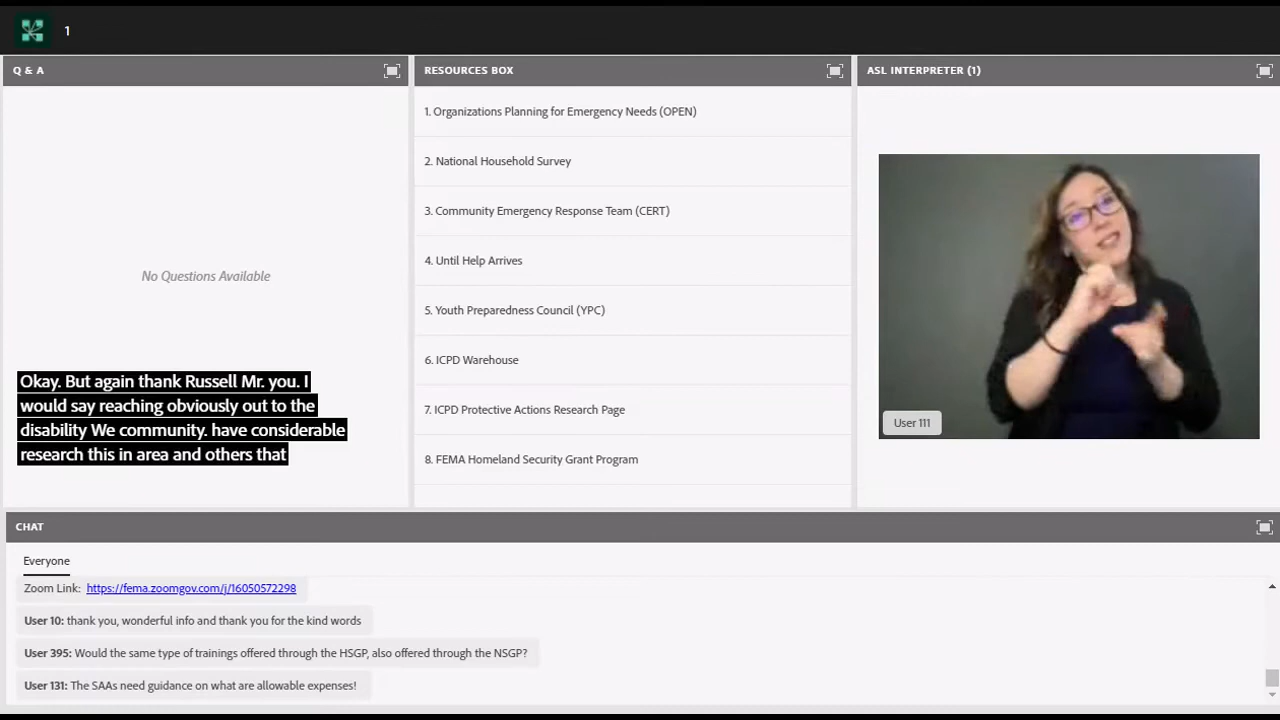 1
Q & A
No Questions Available
Okay. But again thank Russell Mr. you. I
would say reaching obviously out to the
disability We community. have considerable
research this in area and others that
RESOURCES BOX
1. Organizations Planning for Emergency Needs (OPEN)
2. National Household Survey
3. Community Emergency Response Team (CERT)
4. Until Help Arrives
5. Youth Preparedness Council (YPC)
6. ICPD Warehouse
7. ICPD Protective Actions Research Page
8. FEMA Homeland Security Grant Program
ASL INTERPRETER (1)
User 111
CHAT
Everyone
Zoom Link: https://fema.zoomgov.com/j/16050572298
User 10: thank you, wonderful info and thank you for the kind words
User 395: Would the same type of trainings offered through the HSGP, also offered through the NSGP?
User 131: The SAAs need guidance on what are allowable expenses!